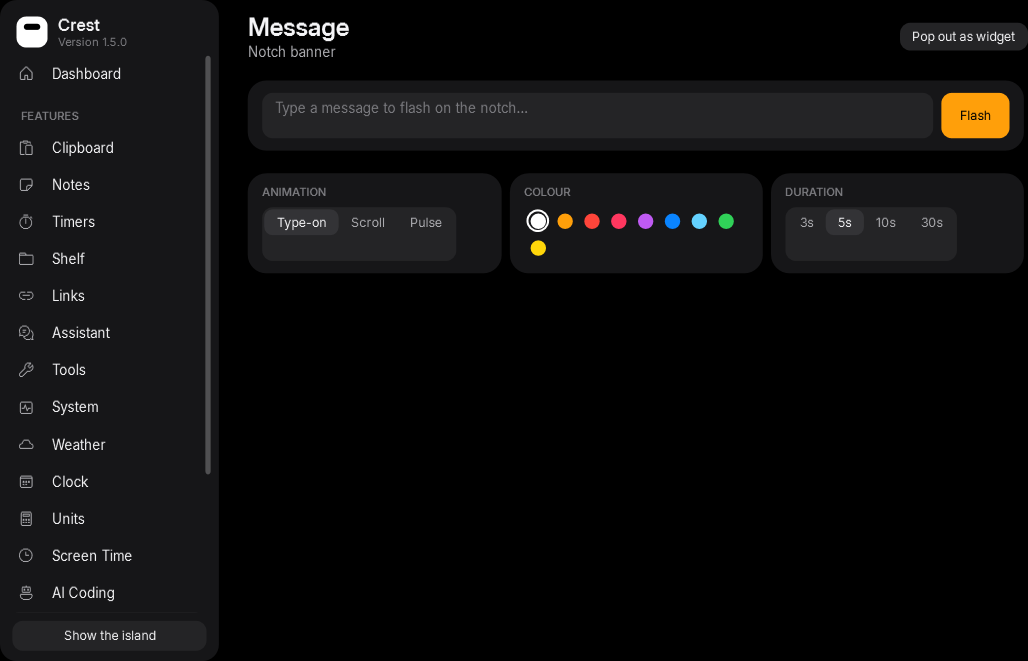 Crest
Version 1.5.0
Dashboard
FEATURES
Clipboard
Notes
Timers
Shelf
Links
Assistant
Tools
System
Weather
Clock
Units
Screen Time
AI Coding
Show the island
Message
Notch banner
Pop out as widget
Type a message to flash on the notch...
Flash
ANIMATION
Type-on Scroll Pulse
COLOUR
DURATION
3s 5s 10s 30s